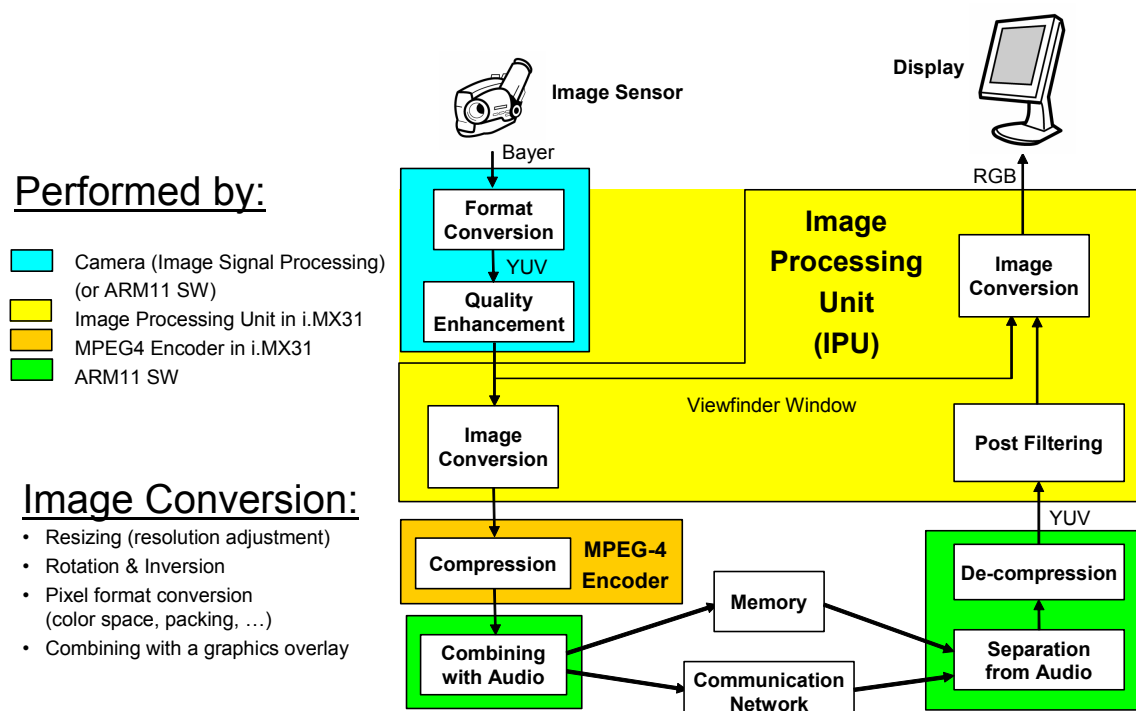 Display
Image Sensor
Bayer
RGB
Performed by:
Format
Conversion
Image
Processing
Unit
(IPU)
Image
Conversion
Camera (Image Signal Processing)
(or ARM11 SW)
Image Processing Unit in i.MX31
MPEG4 Encoder in i.MX31
ARM11 SW
YUV
Quality
Enhancement
Viewfinder Window
Image
Conversion
Post Filtering
Image Conversion:
• Resizing (resolution adjustment)
• Rotation & Inversion
• Pixel format conversion
(color space, packing, …)
• Combining with a graphics overlay
YUV
Compression
MPEG-4
Encoder
De-compression
Memory
Combining
with Audio
Separation
from Audio
Communication
Network